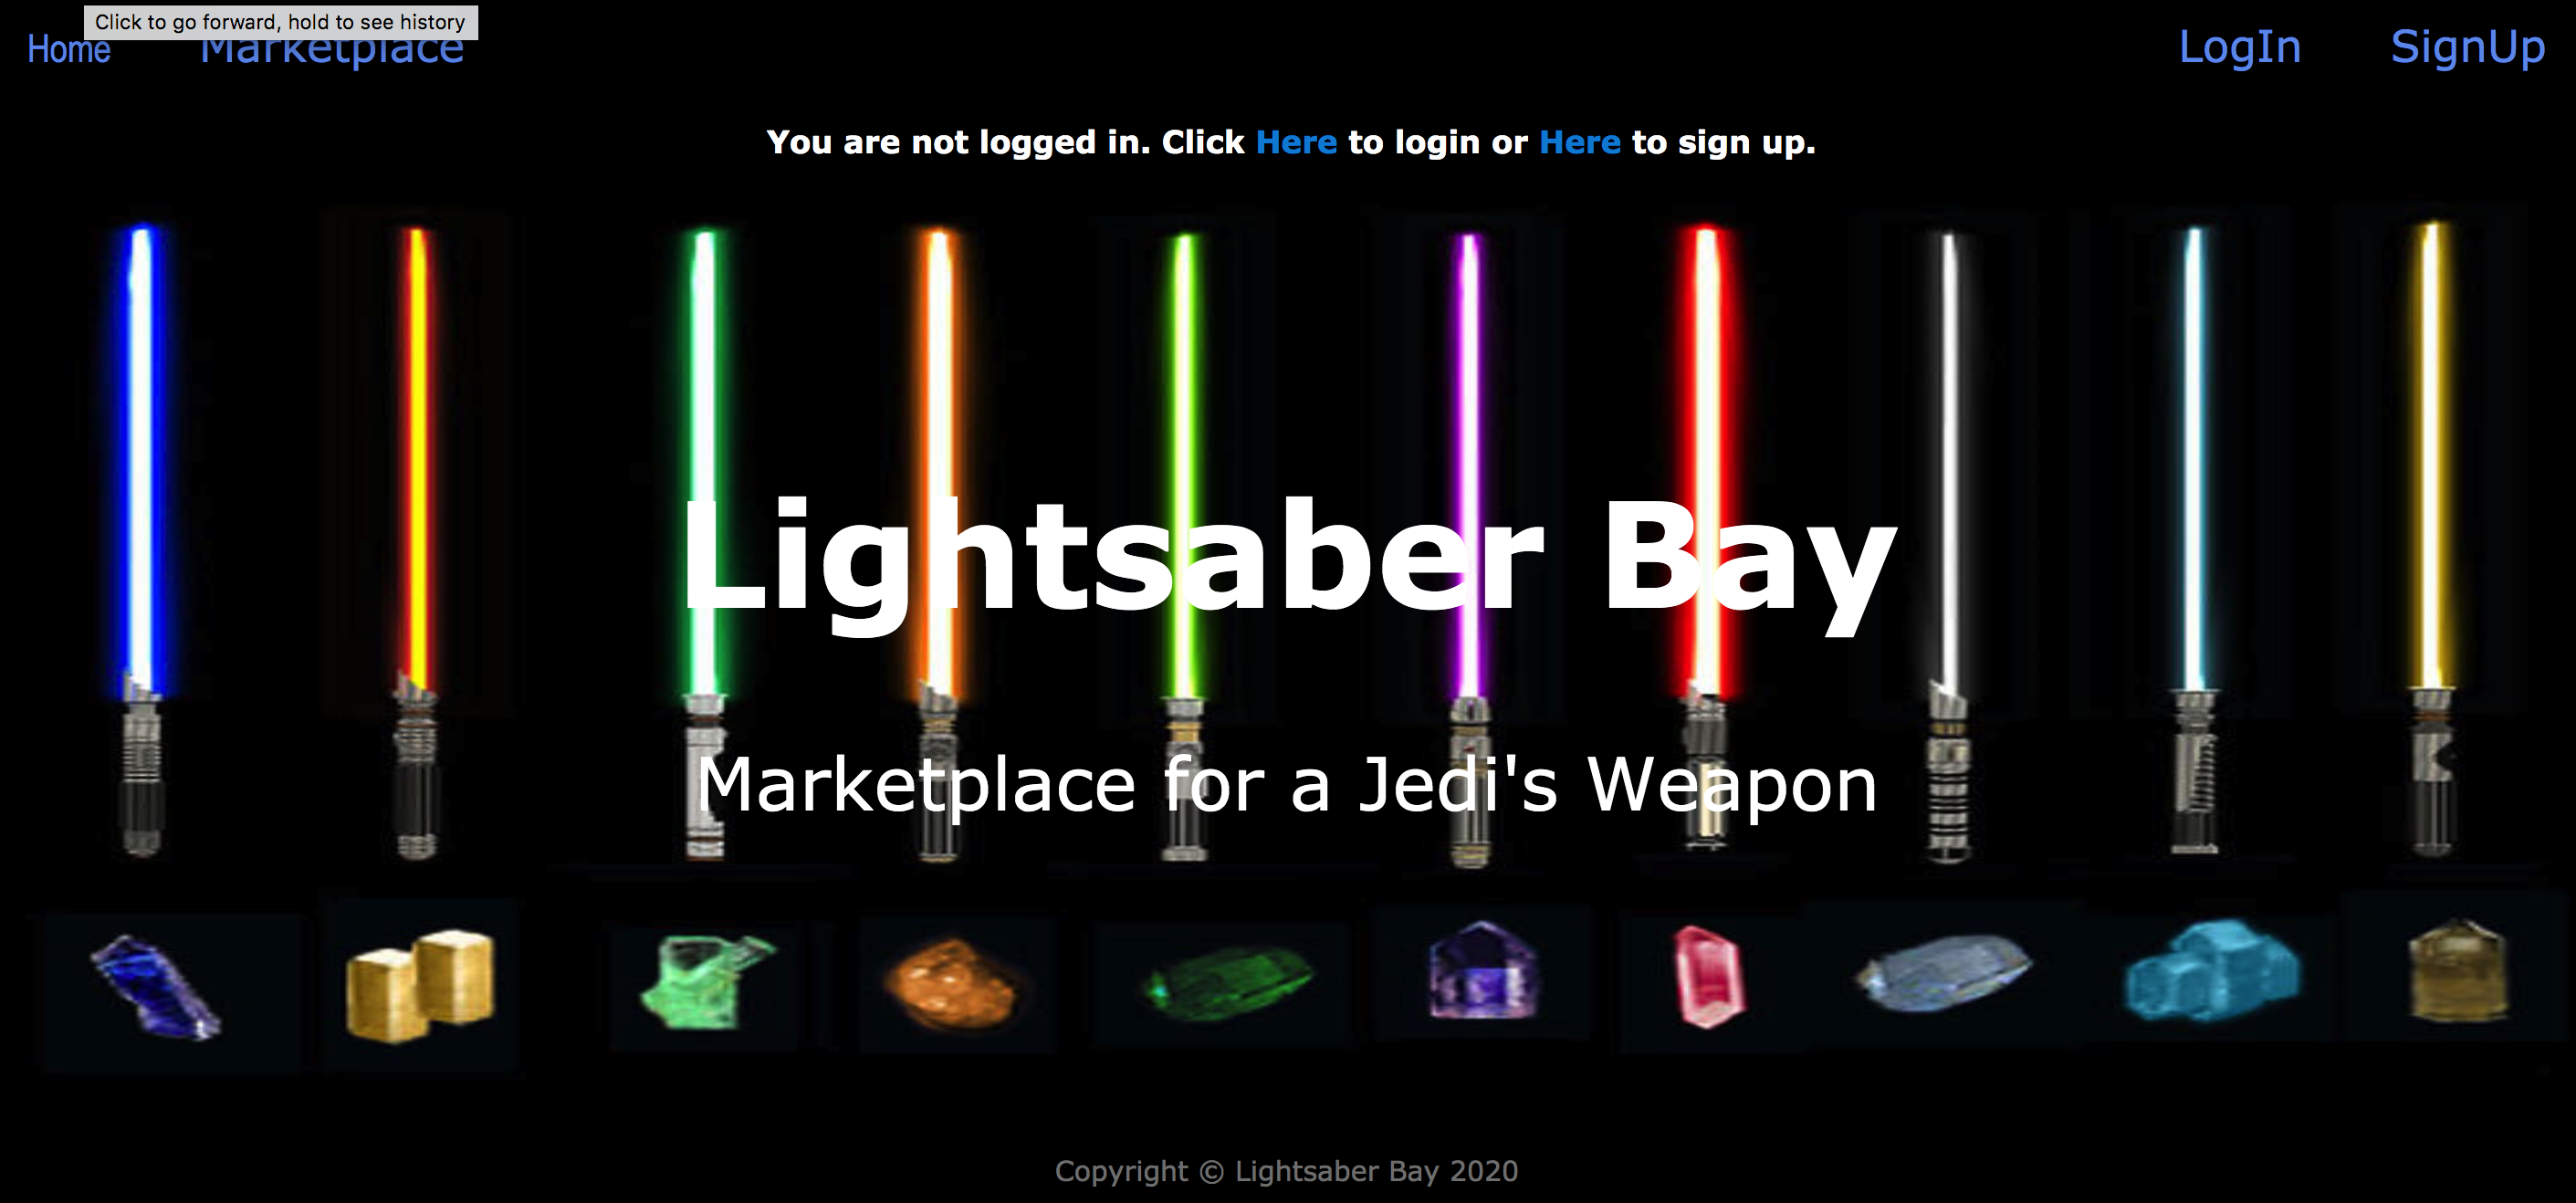 Click to go forward, hold to see history
Home Marketplace LogIn SignUp
You are not logged in. Click Here to login or Here to sign up.
Lightsaber Bay
Marketplace for a Jedi's Weapon
Copyright © Lightsaber Bay 2020